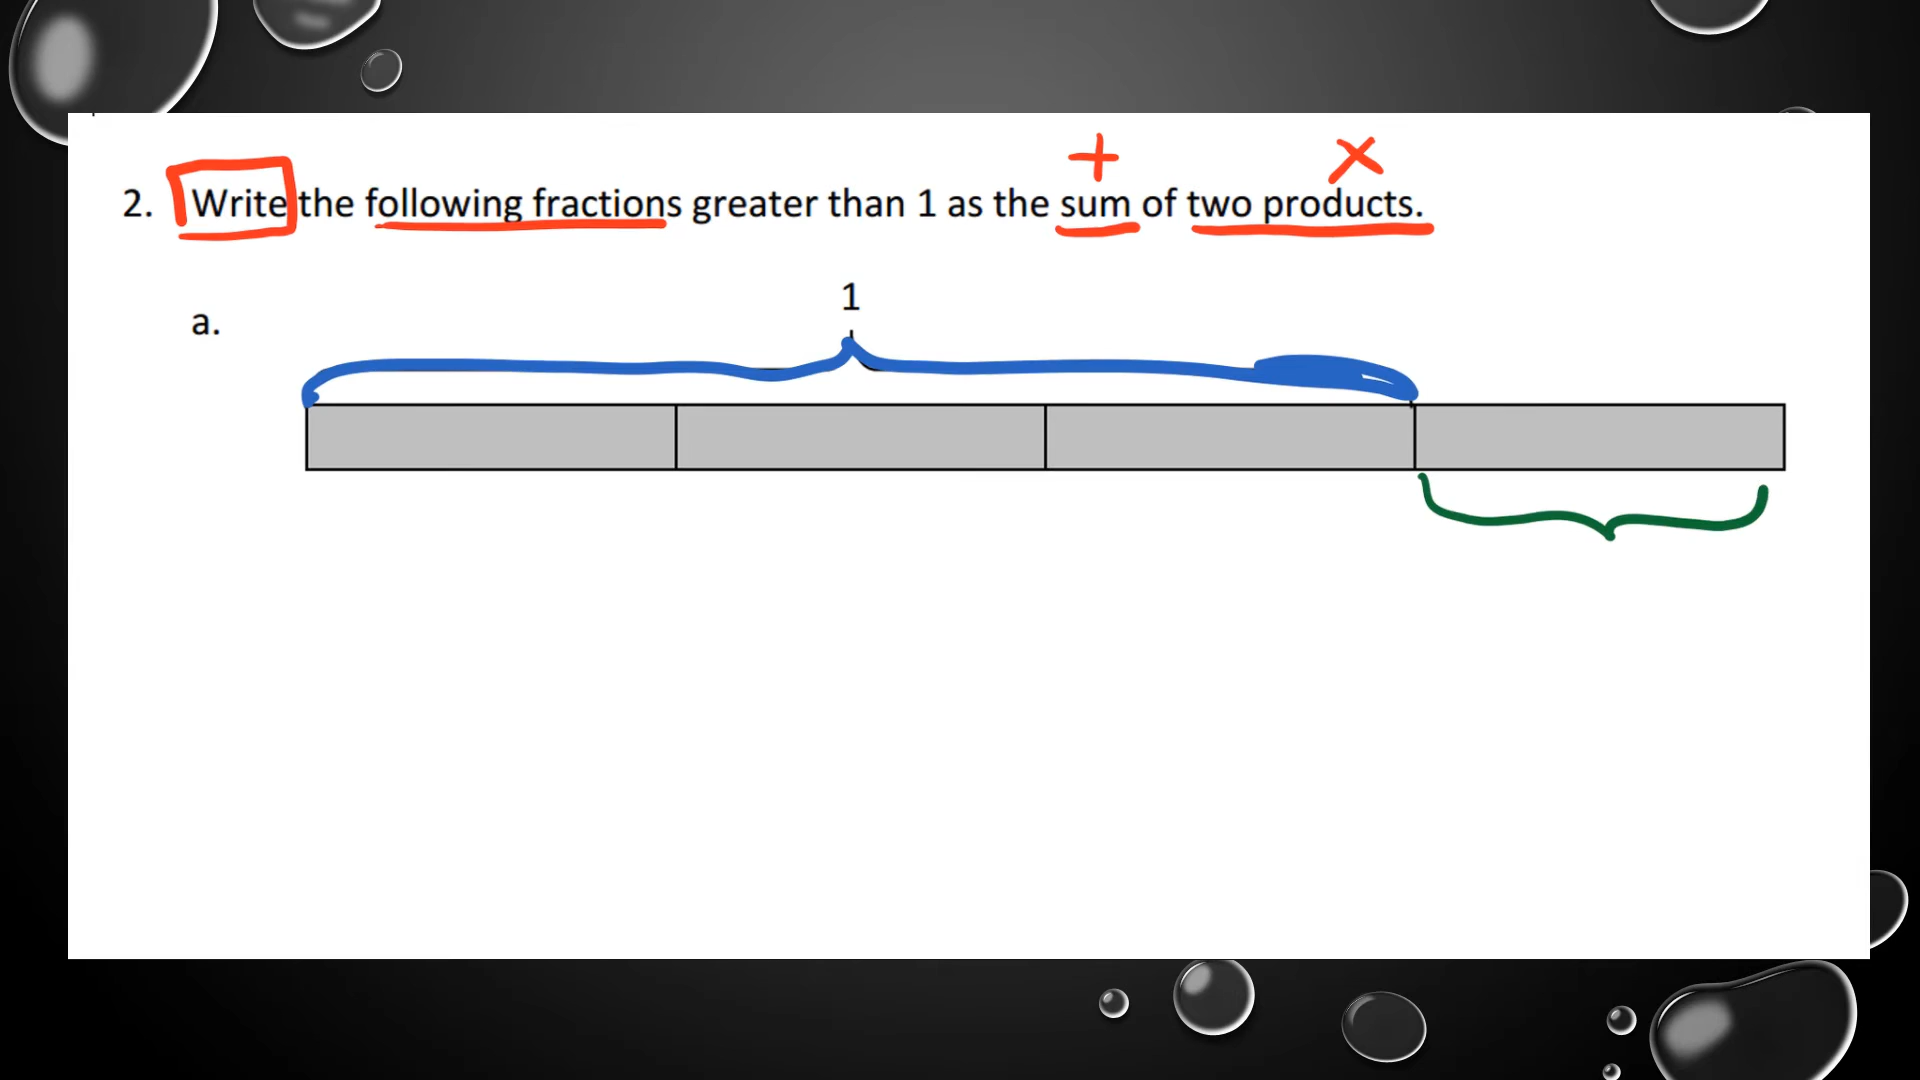 + ×
2. Write the following fractions greater than 1 as the sum of two products.
1
a.